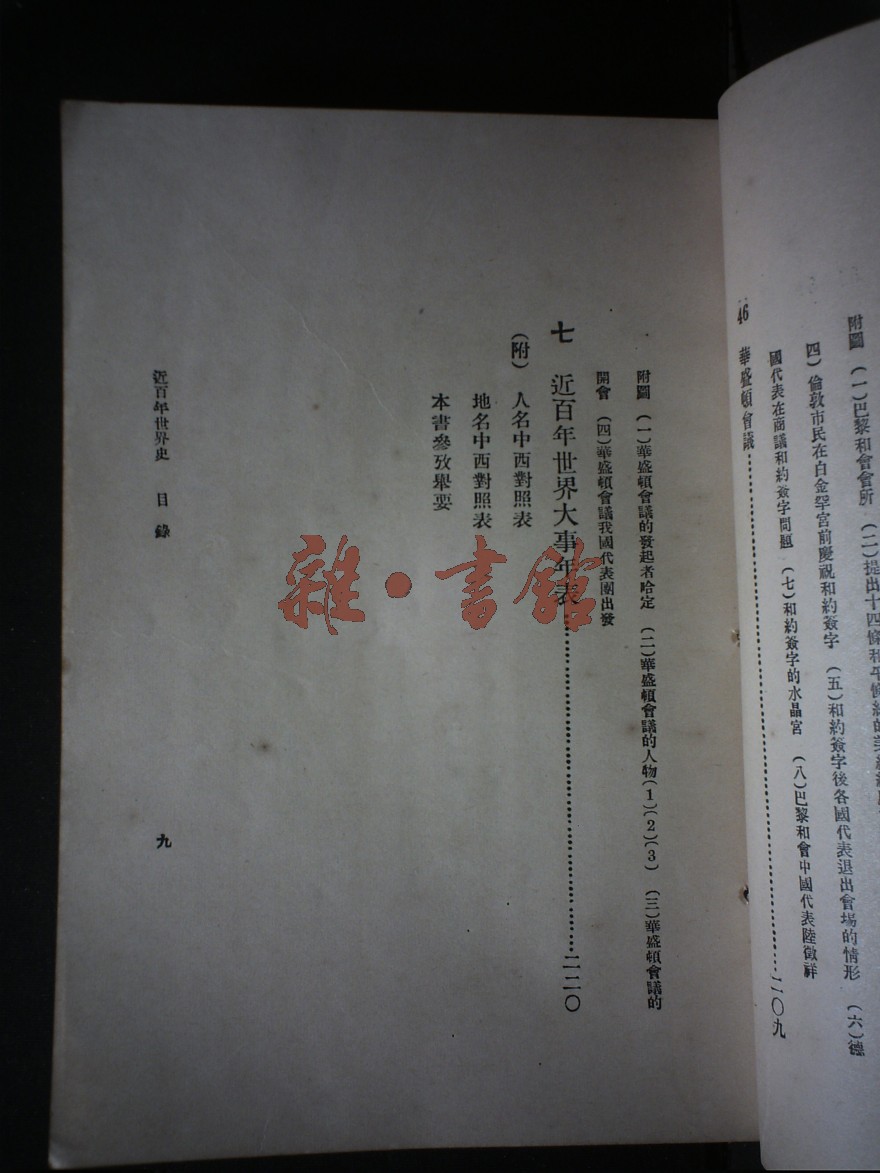 附圖 (一)巴黎和會會所 (二)提出十四條和平條約的美總統
四)倫敦市民在白金罕宮前慶祝和約簽字 (五)和約簽字後各國代表退出會場的情形 (六)德
國代表在商議和約簽字問題 (七)和約簽字的水晶宮 (八)巴黎和會中國代表陸徵祥
46 華盛頓會議……二〇九
附圖 (一)華盛頓會議的發起者哈定 (二)華盛頓會議的人物(1)(2)(3) (三)華盛頓會議的
開會 (四)華盛頓會議我國代表團出發
七 近百年世界大事年表……二二〇
(附) 人名中西對照表
地名中西對照表
本書參攷舉要
近百年世界史 目錄 九
雜·書館